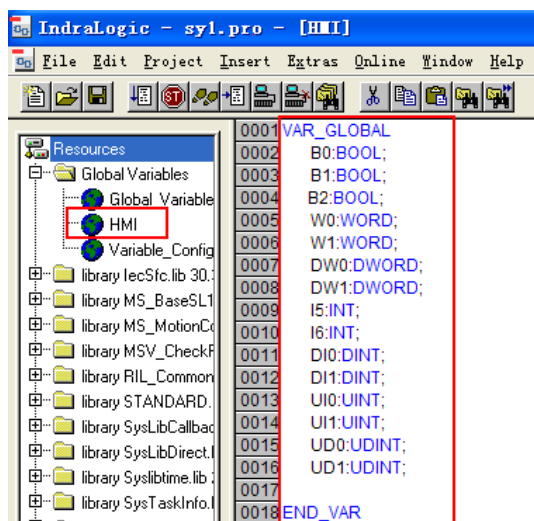 IndraLogic - sy1.pro - [HMI]
File Edit Project Insert Extras Online Window Help
Resources
Global Variables
Global_Variable
HMI
Variable_Config
library IecSfc.lib 30.
library MS_BaseSL1
library MS_MotionCo
library MSV_CheckF
library RIL_Common
library STANDARD.
library SysLibCallbac
library SysLibDirect.l
library Syslibtime.lib
library SysTaskInfo.l
0001 VAR_GLOBAL
0002 B0:BOOL;
0003 B1:BOOL;
0004 B2:BOOL;
0005 W0:WORD;
0006 W1:WORD;
0007 DW0:DWORD;
0008 DW1:DWORD;
0009 I5:INT;
0010 I6:INT;
0011 DI0:DINT;
0012 DI1:DINT;
0013 UI0:UINT;
0014 UI1:UINT;
0015 UD0:UDINT;
0016 UD1:UDINT;
0017
0018 END_VAR